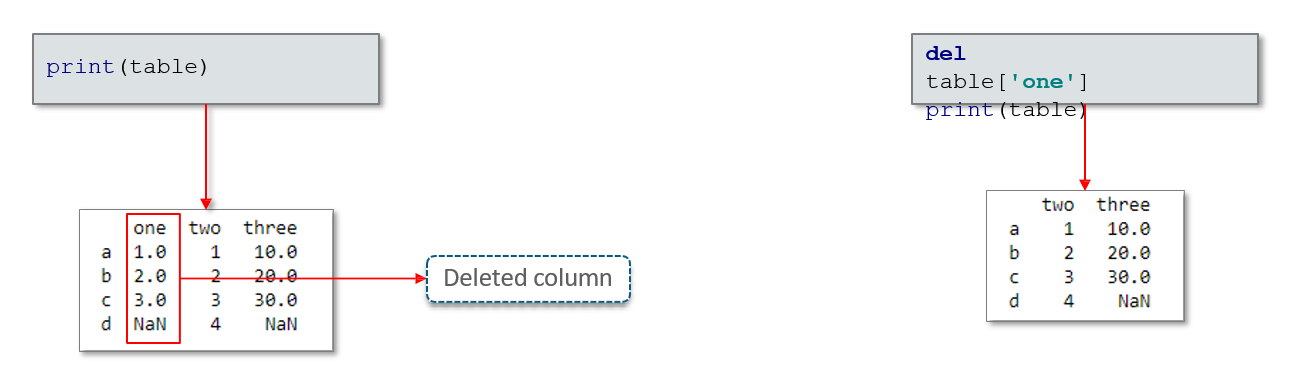 print(table)
one two three
a 1.0 1 10.0
b 2.0 2 20.0
c 3.0 3 30.0
d NaN 4 NaN
Deleted column
del
table['one']
print(table)
two three
a 1 10.0
b 2 20.0
c 3 30.0
d 4 NaN